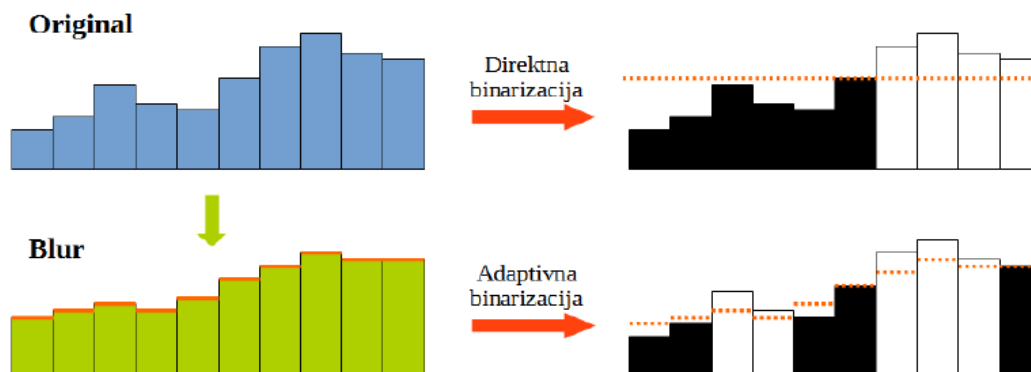 Original
Direktna
binarizacija
Blur
Adaptivna
binarizacija